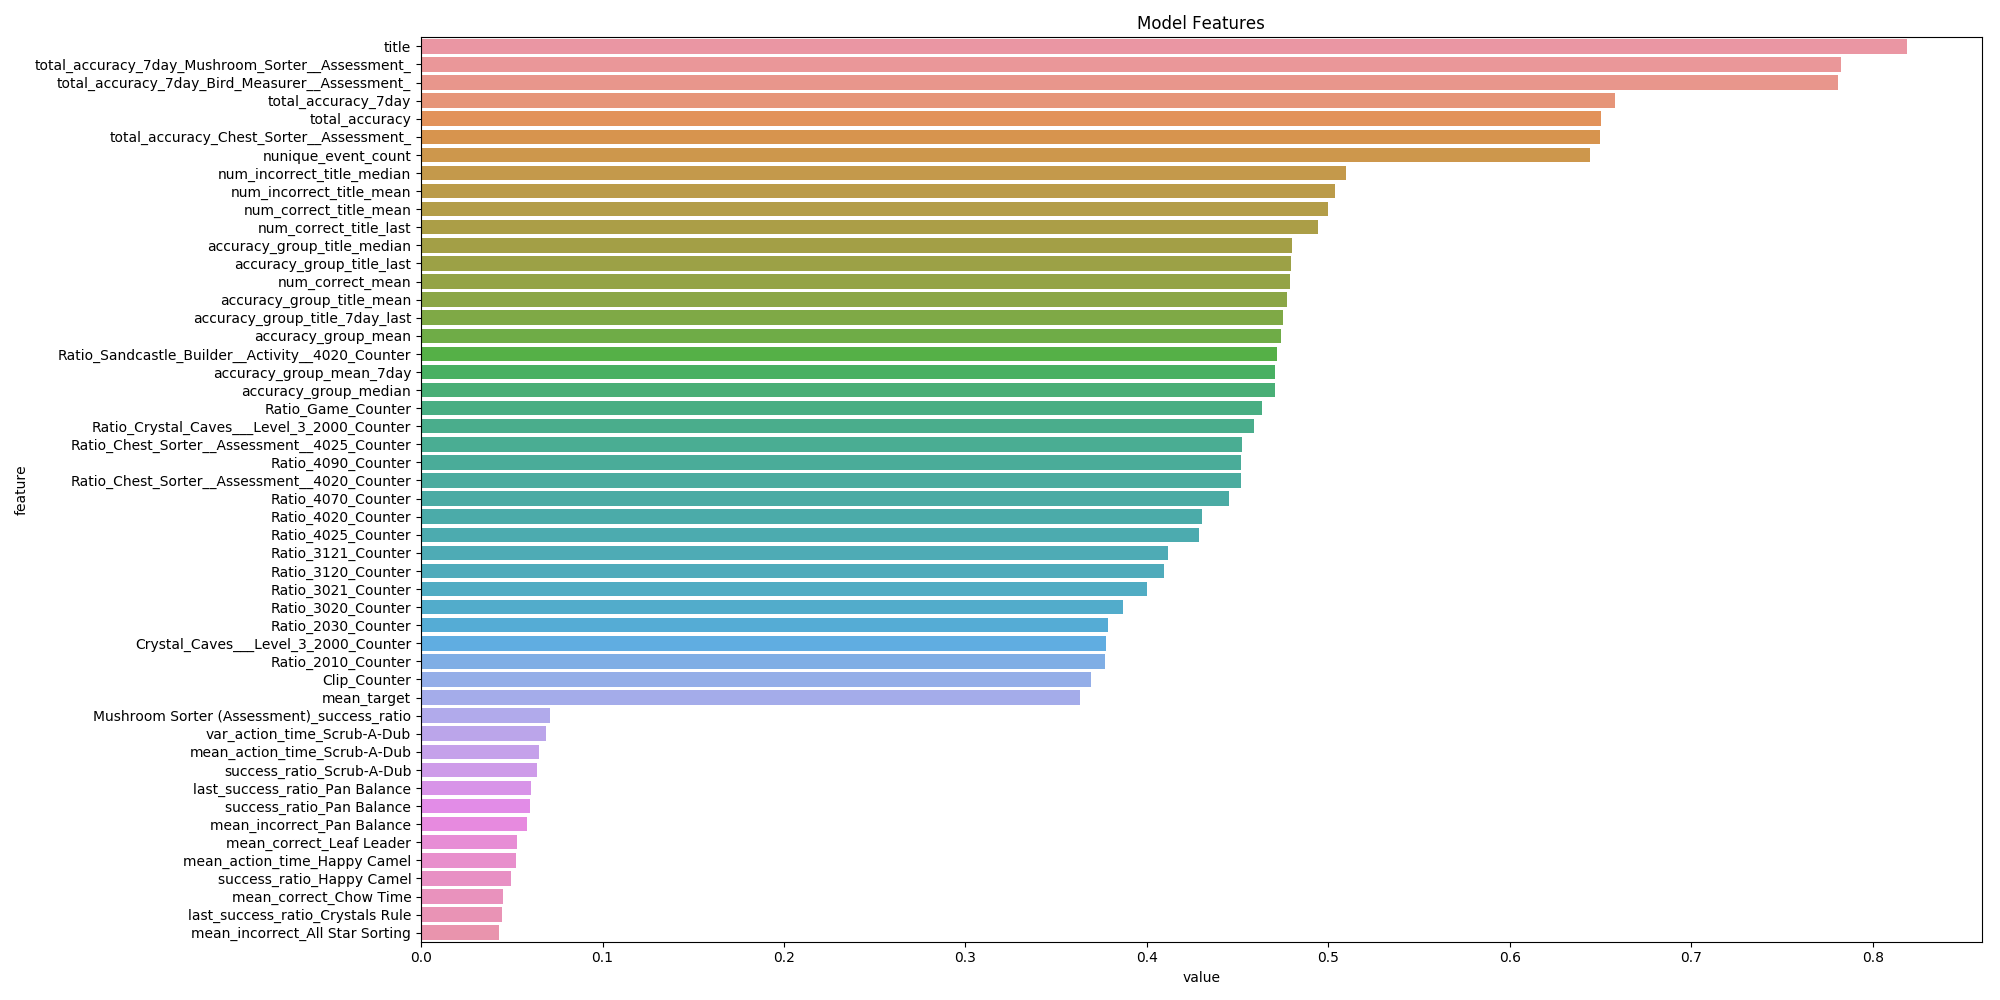 Model Features
title
total_accuracy_7day_Mushroom_Sorter__Assessment_
total_accuracy_7day_Bird_Measurer__Assessment_
total_accuracy_7day
total_accuracy
total_accuracy_Chest_Sorter__Assessment_
nunique_event_count
num_incorrect_title_median
num_incorrect_title_mean
num_correct_title_mean
num_correct_title_last
accuracy_group_title_median
accuracy_group_title_last
num_correct_mean
accuracy_group_title_mean
accuracy_group_title_7day_last
accuracy_group_mean
Ratio_Sandcastle_Builder__Activity__4020_Counter
accuracy_group_mean_7day
accuracy_group_median
Ratio_Game_Counter
Ratio_Crystal_Caves___Level_3_2000_Counter
Ratio_Chest_Sorter__Assessment__4025_Counter
Ratio_4090_Counter
Ratio_Chest_Sorter__Assessment__4020_Counter
Ratio_4070_Counter
Ratio_4020_Counter
Ratio_4025_Counter
Ratio_3121_Counter
Ratio_3120_Counter
Ratio_3021_Counter
Ratio_3020_Counter
Ratio_2030_Counter
Crystal_Caves___Level_3_2000_Counter
Ratio_2010_Counter
Clip_Counter
mean_target
Mushroom Sorter (Assessment)_success_ratio
var_action_time_Scrub-A-Dub
mean_action_time_Scrub-A-Dub
success_ratio_Scrub-A-Dub
last_success_ratio_Pan Balance
success_ratio_Pan Balance
mean_incorrect_Pan Balance
mean_correct_Leaf Leader
mean_action_time_Happy Camel
success_ratio_Happy Camel
mean_correct_Chow Time
last_success_ratio_Crystals Rule
mean_incorrect_All Star Sorting
feature
0.0 0.1 0.2 0.3 0.4 0.5 0.6 0.7 0.8
value